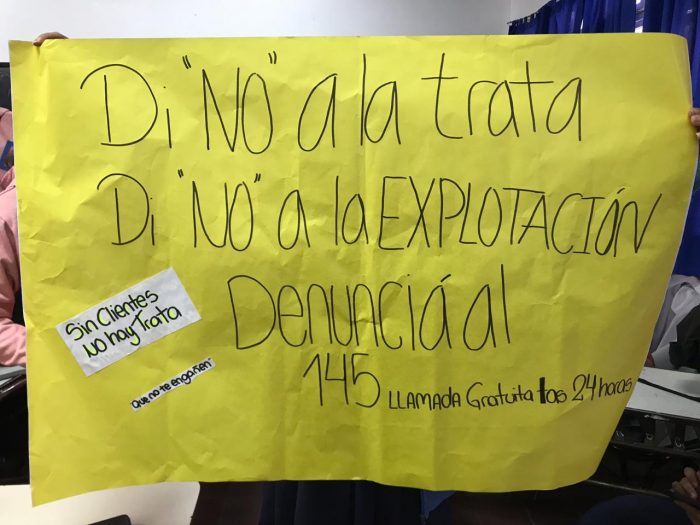 Di "NO" a la trata
Di "NO" a la EXPLOTACIÓN
Denunciá al
145 LLAMADA Gratuita las 24 horas
Sin Clientes
No hay Trata
"Que no te engañen"